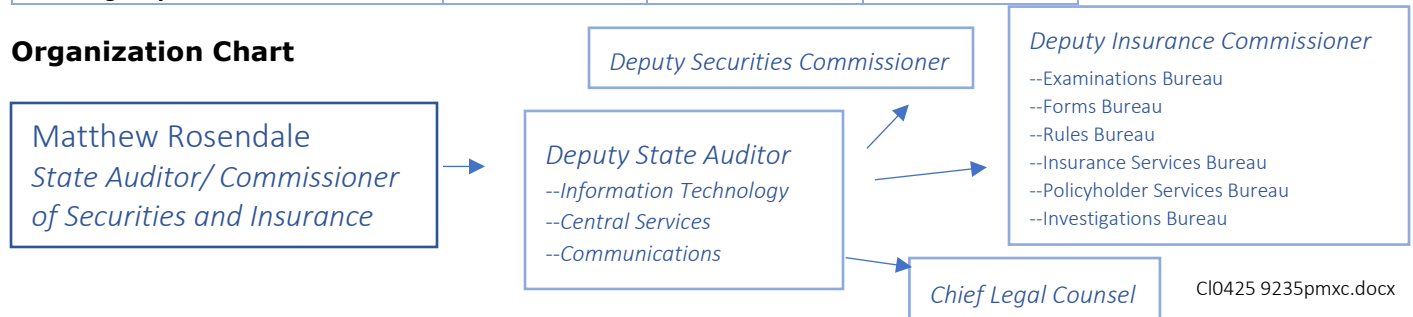 Organization Chart
Matthew Rosendale
State Auditor/ Commissioner
of Securities and Insurance
Deputy State Auditor
--Information Technology
--Central Services
--Communications
Deputy Securities Commissioner
Deputy Insurance Commissioner
--Examinations Bureau
--Forms Bureau
--Rules Bureau
--Insurance Services Bureau
--Policyholder Services Bureau
--Investigations Bureau
Chief Legal Counsel
Cl0425 9235pmxc.docx